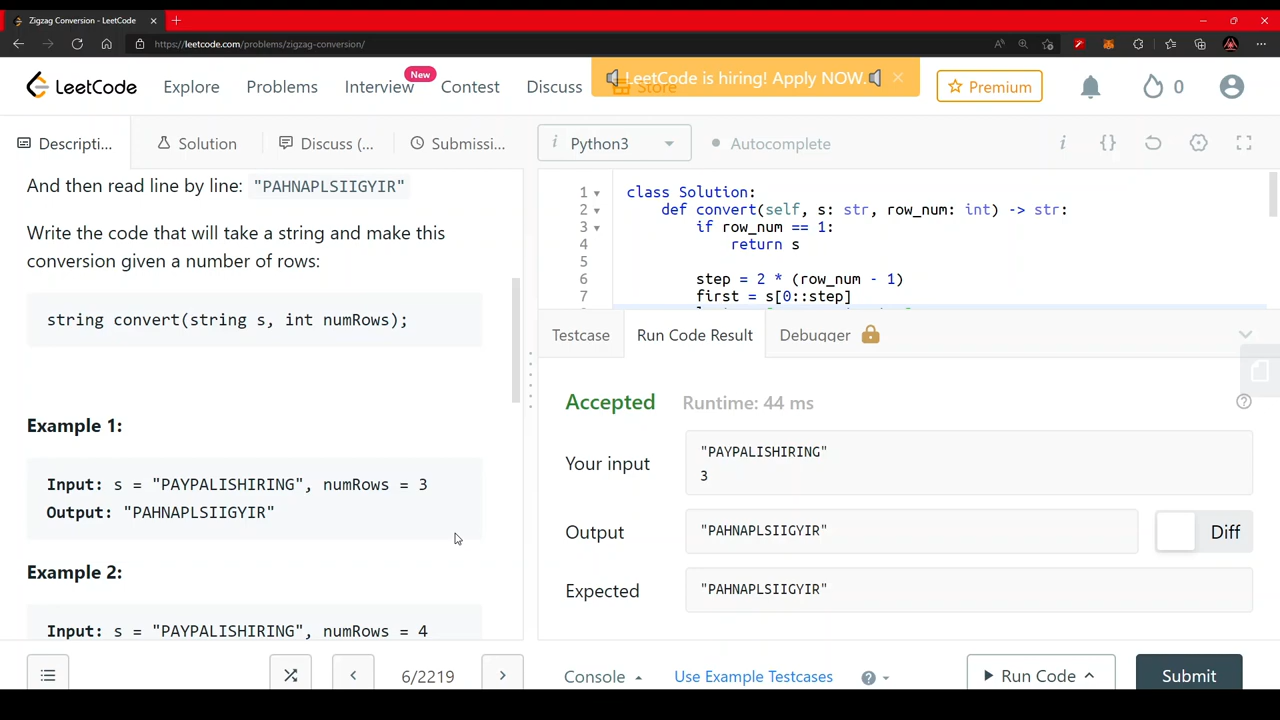 Zigzag Conversion - LeetCode
https://leetcode.com/problems/zigzag-conversion/
LeetCode
Explore
Problems
Interview
New
Contest
Discuss
Store
LeetCode is hiring! Apply NOW.
Premium
0
Descripti...
Solution
Discuss (...
Submissi...
And then read line by line: "PAHNAPLSIIGYIR"
Write the code that will take a string and make this
conversion given a number of rows:
string convert(string s, int numRows);
Example 1:
Input: s = "PAYPALISHIRING", numRows = 3
Output: "PAHNAPLSIIGYIR"
Example 2:
Input: s = "PAYPALISHIRING", numRows = 4
6/2219
i Python3
Autocomplete
i {}
1 class Solution:
2 def convert(self, s: str, row_num: int) -> str:
3 if row_num == 1:
4 return s
5
6 step = 2 * (row_num - 1)
7 first = s[0::step]
Testcase
Run Code Result
Debugger
Accepted
Runtime: 44 ms
Your input
"PAYPALISHIRING"
3
Output
"PAHNAPLSIIGYIR"
Diff
Expected
"PAHNAPLSIIGYIR"
Console
Use Example Testcases
?
Run Code
Submit